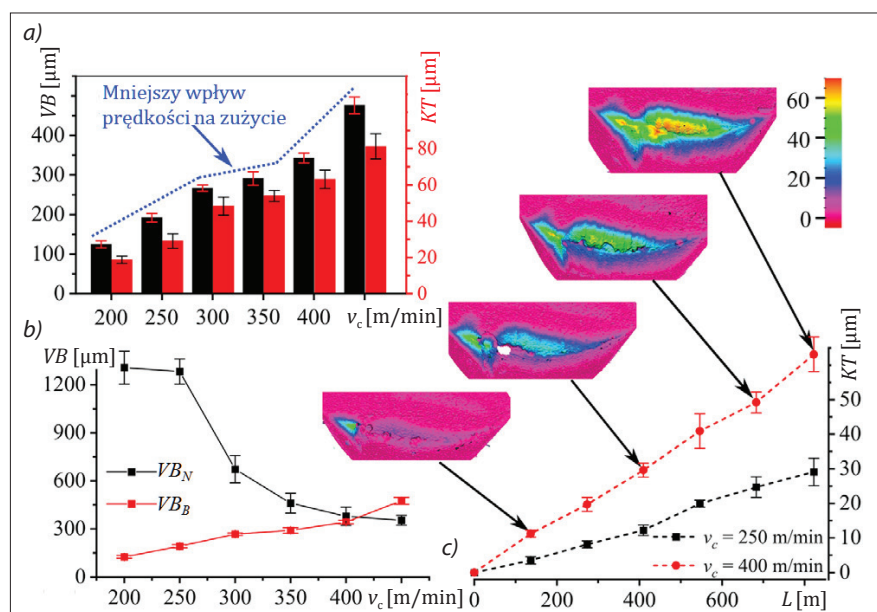 a)
VB [μm]
400
300
200
100
0
Mniejszy wpływ
prędkości na zużycie
KT [μm]
80
60
40
20
0
200 250 300 350 400 v_c [m/min]
60
40
20
0
b)
VB [μm]
1200
900
600
300
0
VB_N
VB_B
200 250 300 350 400 v_c [m/min]
c)
KT [μm]
50
40
30
20
10
0
v_c = 250 m/min
v_c = 400 m/min
0 200 400 600 L [m]